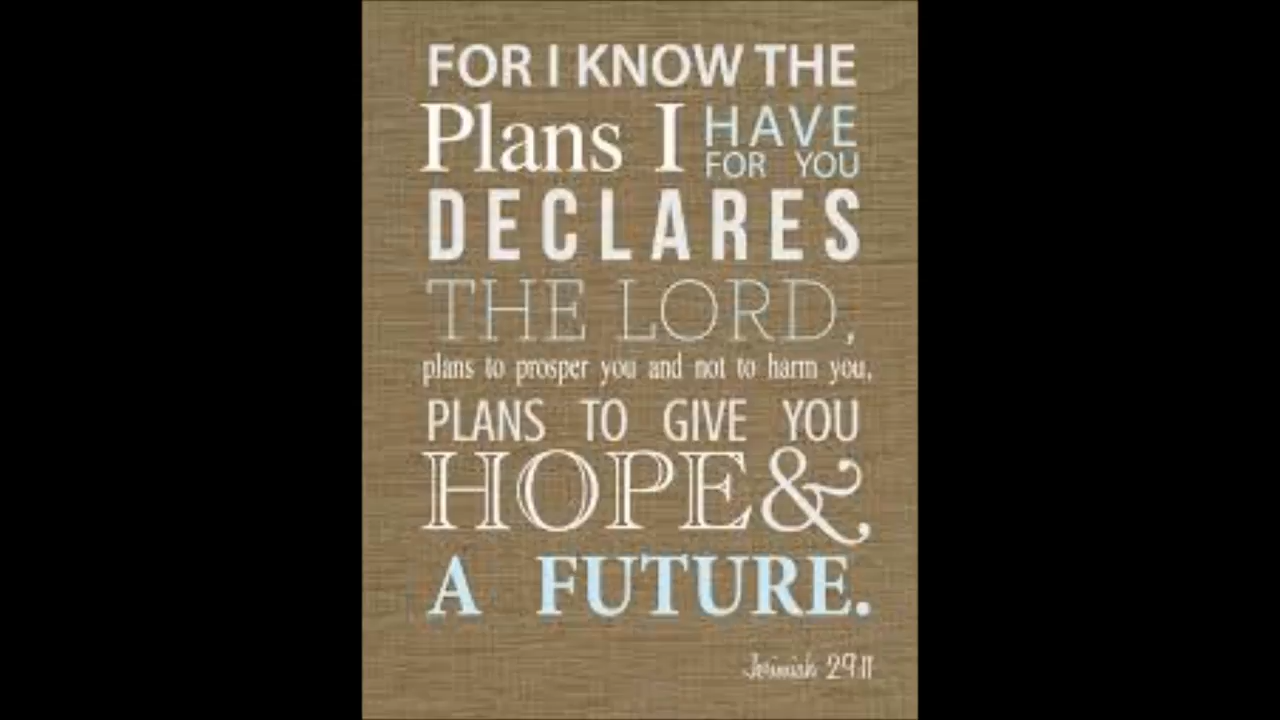 FOR I KNOW THE
Plans I HAVE
FOR YOU
DECLARES
THE LORD,
plans to prosper you and not to harm you,
PLANS TO GIVE YOU
HOPE &
A FUTURE.
Jerimiah 29:11